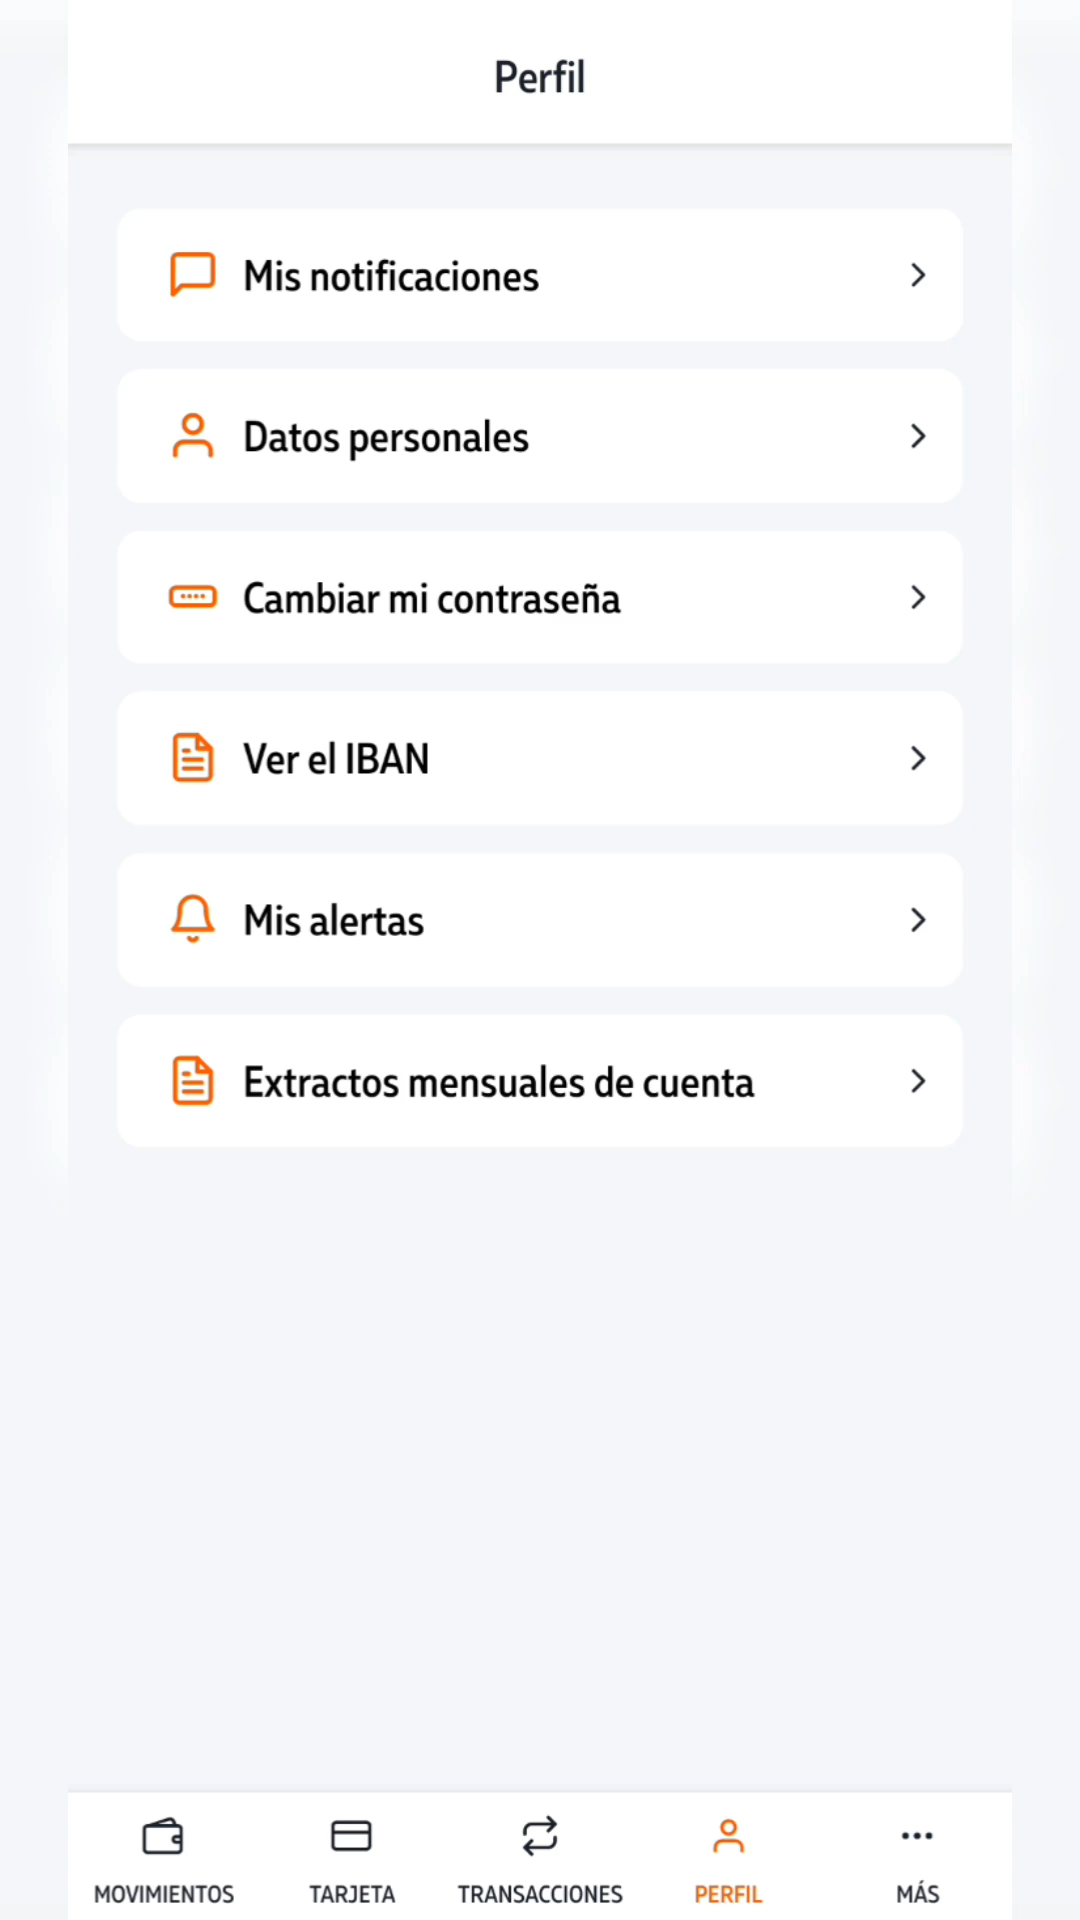 Perfil
Mis notificaciones
Datos personales
Cambiar mi contraseña
Ver el IBAN
Mis alertas
Extractos mensuales de cuenta
MOVIMIENTOS
TARJETA
TRANSACCIONES
PERFIL
MÁS